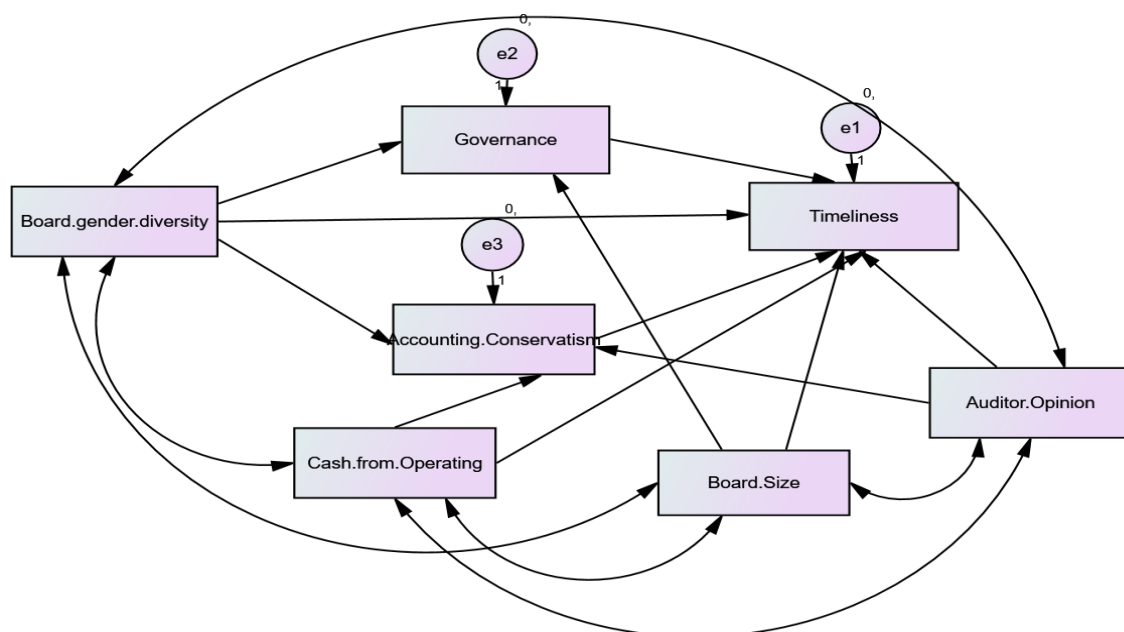 0,
e2
1
Governance
0,
e1
1
Board.gender.diversity
Timeliness
0,
e3
1
Accounting.Conservatism
Auditor.Opinion
Cash.from.Operating
Board.Size